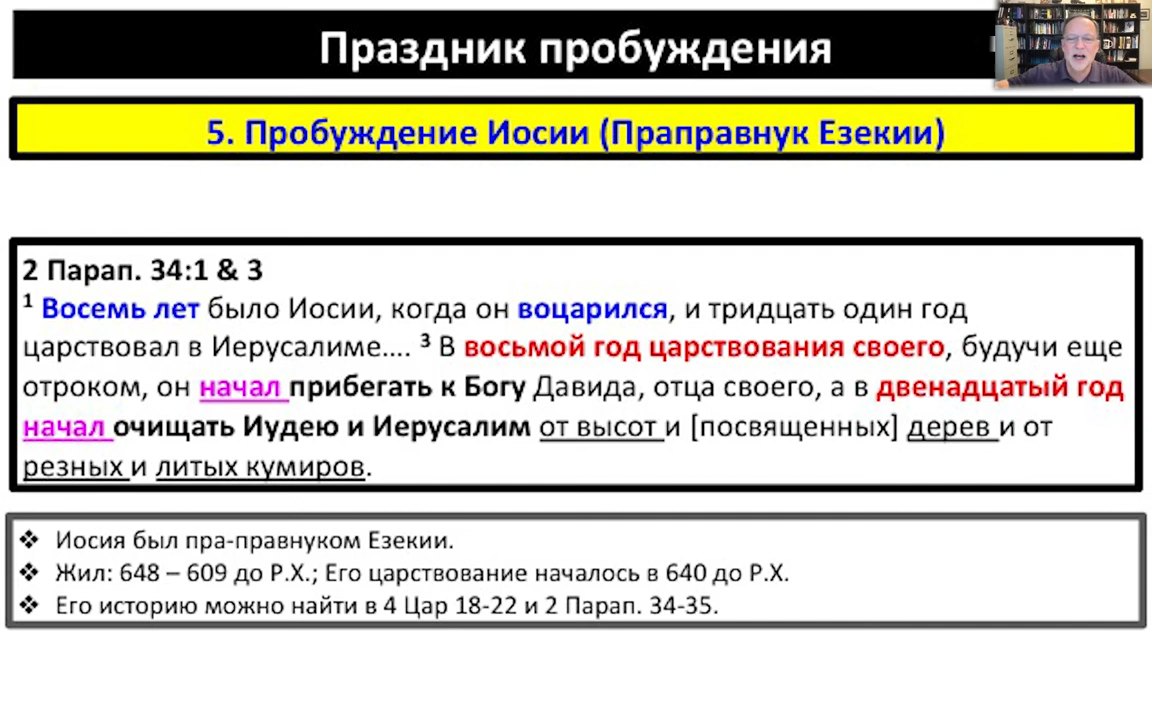 Праздник пробуждения
5. Пробуждение Иосии (Праправнук Езекии)
2 Парап. 34:1 & 3
¹ Восемь лет было Иосии, когда он воцарился, и тридцать один год
царствовал в Иерусалиме.... ³ В восьмой год царствования своего, будучи еще
отроком, он начал прибегать к Богу Давида, отца своего, а в двенадцатый год
начал очищать Иудею и Иерусалим от высот и [посвященных] дерев и от
резных и литых кумиров.
❖ Иосия был пра-правнуком Езекии.
❖ Жил: 648 – 609 до Р.Х.; Его царствование началось в 640 до Р.Х.
❖ Его историю можно найти в 4 Цар 18-22 и 2 Парап. 34-35.